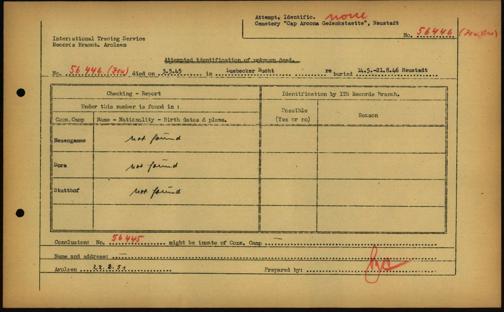 Attempt. Identific. none
Cemetery "Cap Arcona Gedenkstaette", Neustadt
No. 56446
International Tracing Service
Records Branch, Arolsen
Attempted identification of unknown dead.
No. 56 446 died on 3.5.45 in Luebecker Bucht re buried 14.5.-21.8.46 Neustadt
Checking - Report
Identification by ITS Records Branch.
Under this number is found in :
Possible
(Yes or no)
Reason
Conc.Camp
Name - Nationality - Birth dates & place.
Neuengamme not found
Dora not found
Stutthof not found
Conclusion: No. 56445 might be inmate of Conc. Camp —
Name and address: —
Arolsen
Prepared by: